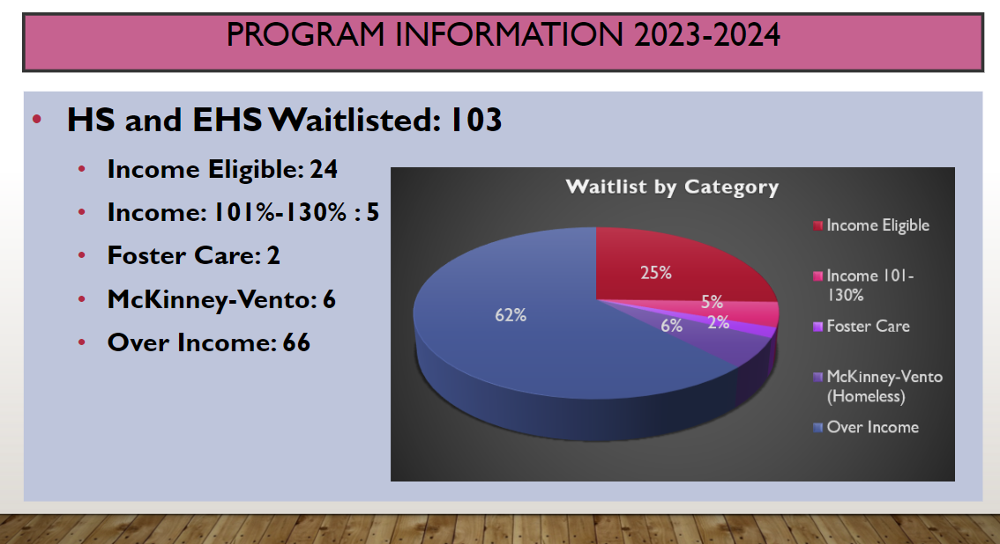 PROGRAM INFORMATION 2023-2024
• HS and EHS Waitlisted: 103
• Income Eligible: 24
• Income: 101%-130% : 5
• Foster Care: 2
• McKinney-Vento: 6
• Over Income: 66
Waitlist by Category
25%
5%
2%
6%
62%
Income Eligible
Income 101-
130%
Foster Care
McKinney-Vento
(Homeless)
Over Income